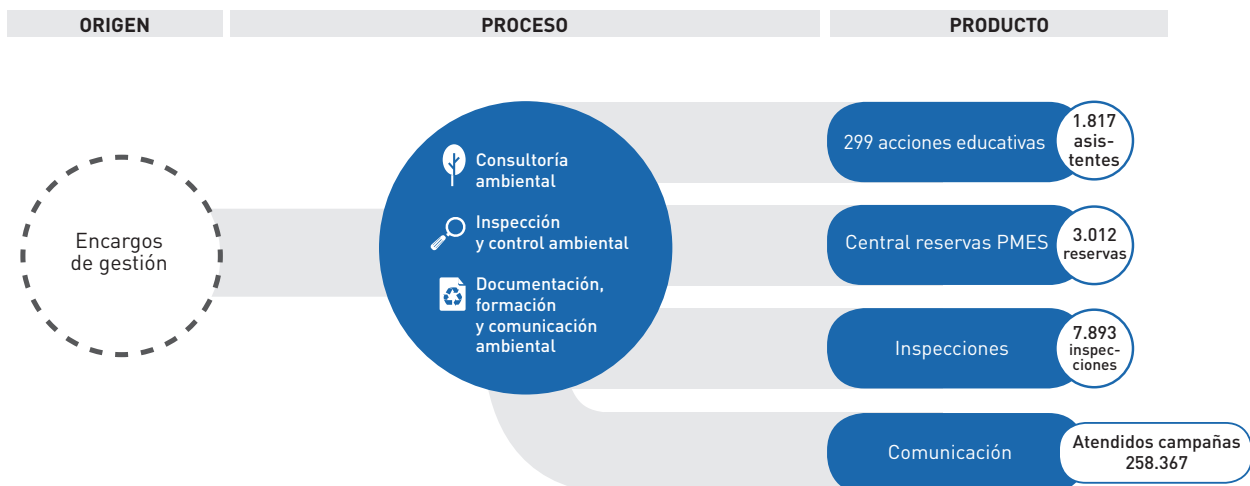 ORIGEN
PROCESO
PRODUCTO
Encargos
de gestión
Consultoría
ambiental
Inspección
y control ambiental
Documentación,
formación
y comunicación
ambiental
299 acciones educativas
1.817
asis-
tentes
Central reservas PMES
3.012
reservas
Inspecciones
7.893
inspec-
ciones
Comunicación
Atendidos campañas
258.367